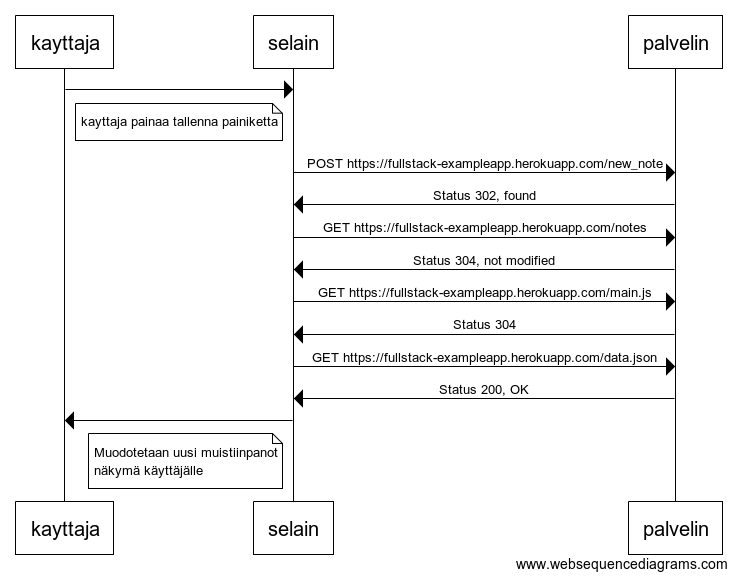 kayttaja selain palvelin
kayttaja painaa tallenna painiketta
POST https://fullstack-exampleapp.herokuapp.com/new_note
Status 302, found
GET https://fullstack-exampleapp.herokuapp.com/notes
Status 304, not modified
GET https://fullstack-exampleapp.herokuapp.com/main.js
Status 304
GET https://fullstack-exampleapp.herokuapp.com/data.json
Status 200, OK
Muodotetaan uusi muistiinpanot
näkymä käyttäjälle
kayttaja selain palvelin
www.websequencediagrams.com